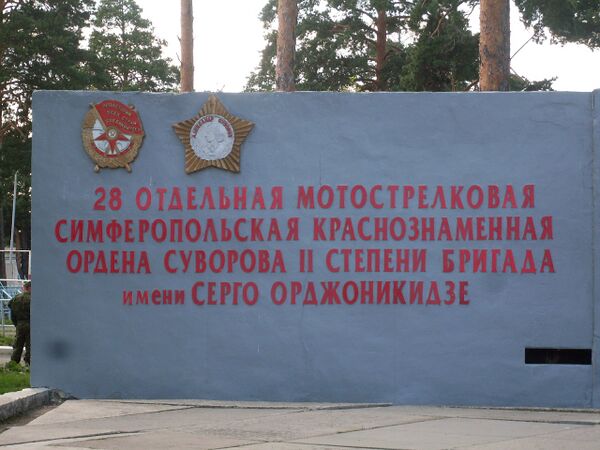 28 ОТДЕЛЬНАЯ МОТОСТРЕЛКОВАЯ
СИМФЕРОПОЛЬСКАЯ КРАСНОЗНАМЕННАЯ
ОРДЕНА СУВОРОВА II СТЕПЕНИ БРИГАДА
имени СЕРГО ОРДЖОНИКИДЗЕ